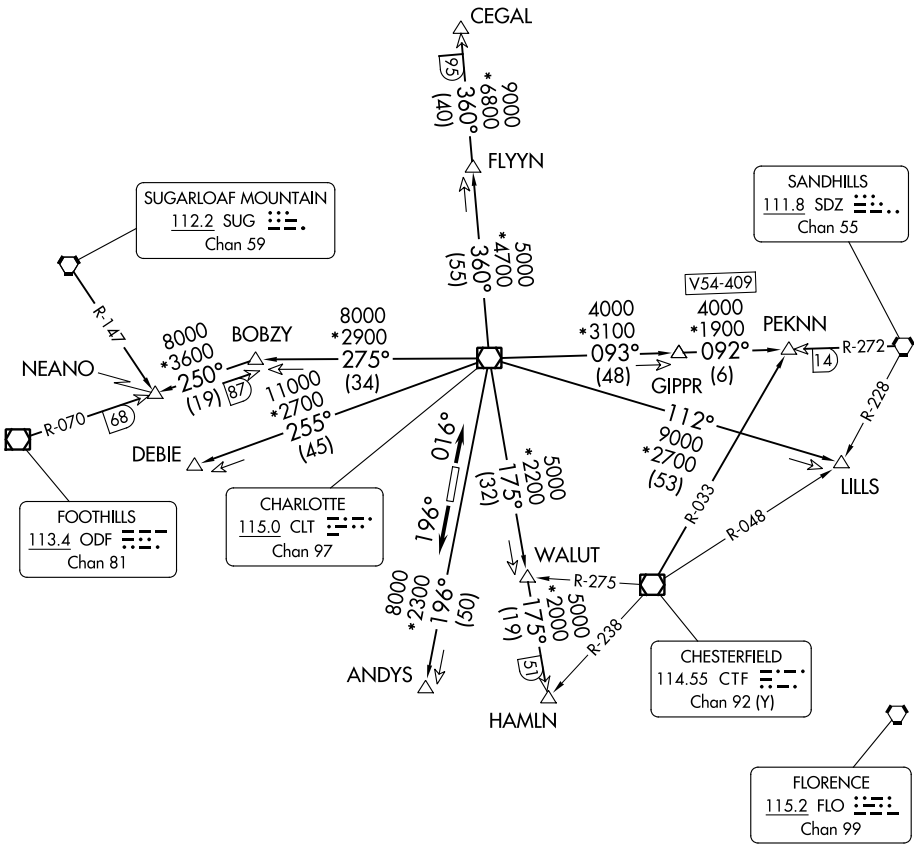 CEGAL
95
9000
*6800
360°
(40)
FLYYN
5000
*4700
360°
(55)
SUGARLOAF MOUNTAIN
112.2 SUG
Chan 59
SANDHILLS
111.8 SDZ
Chan 55
R-147
NEANO
8000
*3600
250°
(19)
87
BOBZY
8000
*2900
275°
(34)
4000
*3100
093°
(48)
GIPPR
V54-409
4000
*1900
092°
(6)
PEKNN
14
R-272
R-228
R-070
68
11000
*2700
255°
(45)
DEBIE
112°
9000
*2700
(53)
LILLS
FOOTHILLS
113.4 ODF
Chan 81
CHARLOTTE
115.0 CLT
Chan 97
016°
196°
5000
*2200
175°
(32)
R-033
R-048
WALUT
R-275
8000
*2300
196°
(50)
ANDYS
5000
*2000
175°
(19)
51
HAMLN
R-238
CHESTERFIELD
114.55 CTF
Chan 92 (Y)
FLORENCE
115.2 FLO
Chan 99